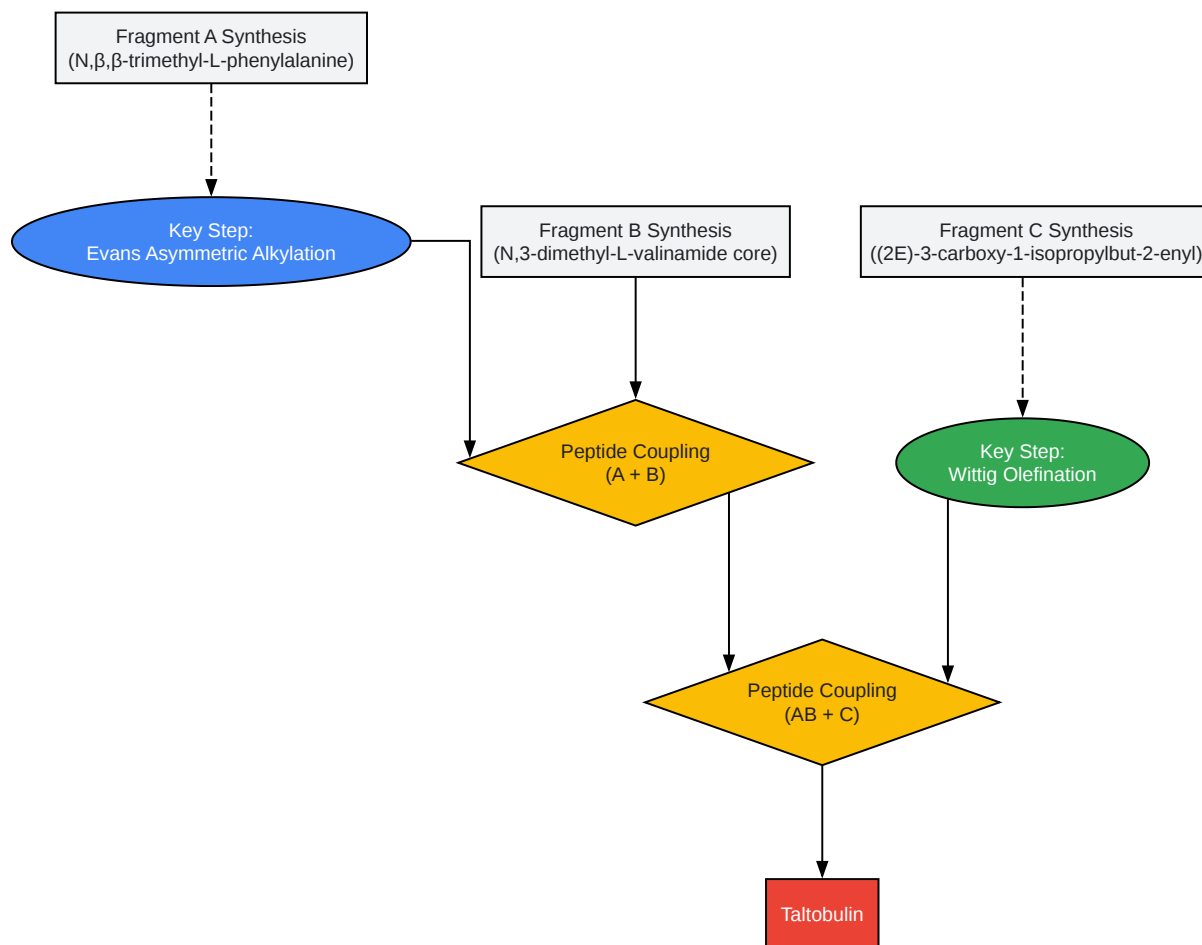 Fragment A Synthesis
(N,β,β-trimethyl-L-phenylalanine)
Key Step:
Evans Asymmetric Alkylation
Fragment B Synthesis
(N,3-dimethyl-L-valinamide core)
Fragment C Synthesis
((2E)-3-carboxy-1-isopropylbut-2-enyl)
Peptide Coupling
(A + B)
Key Step:
Wittig Olefination
Peptide Coupling
(AB + C)
Taltobulin